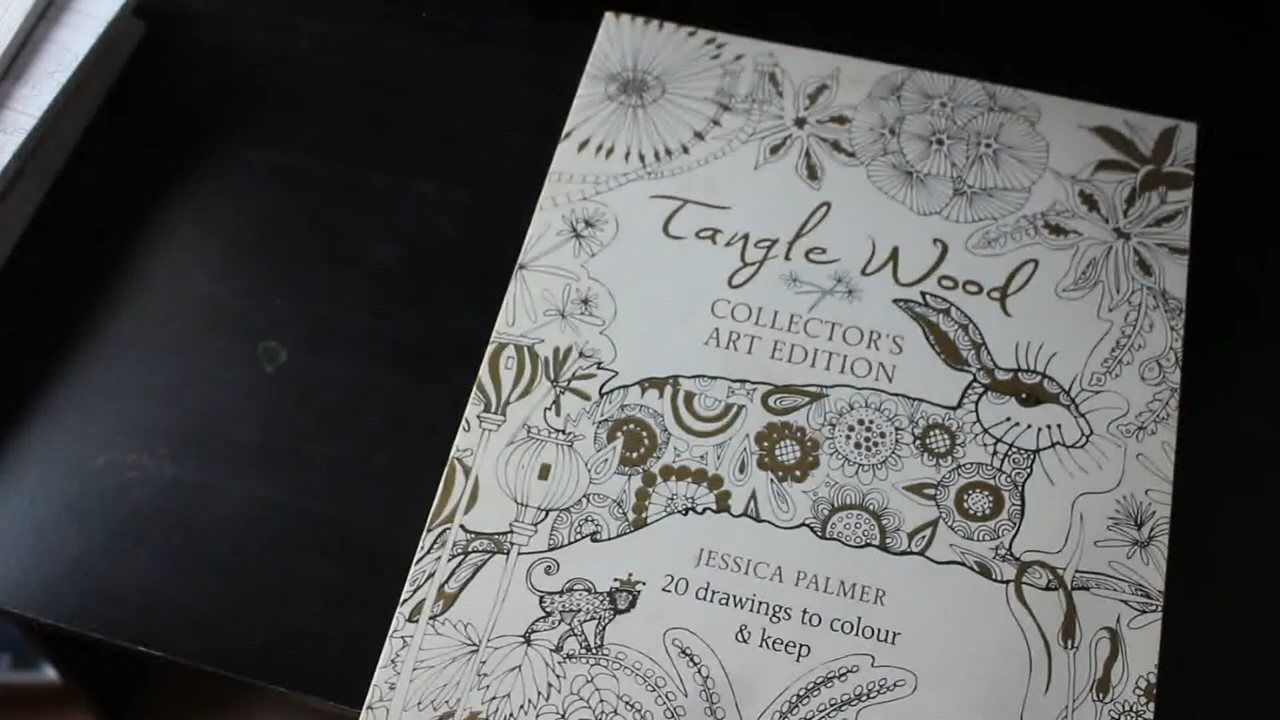 Tangle Wood
COLLECTOR'S
ART EDITION
JESSICA PALMER
20 drawings to colour
& keep